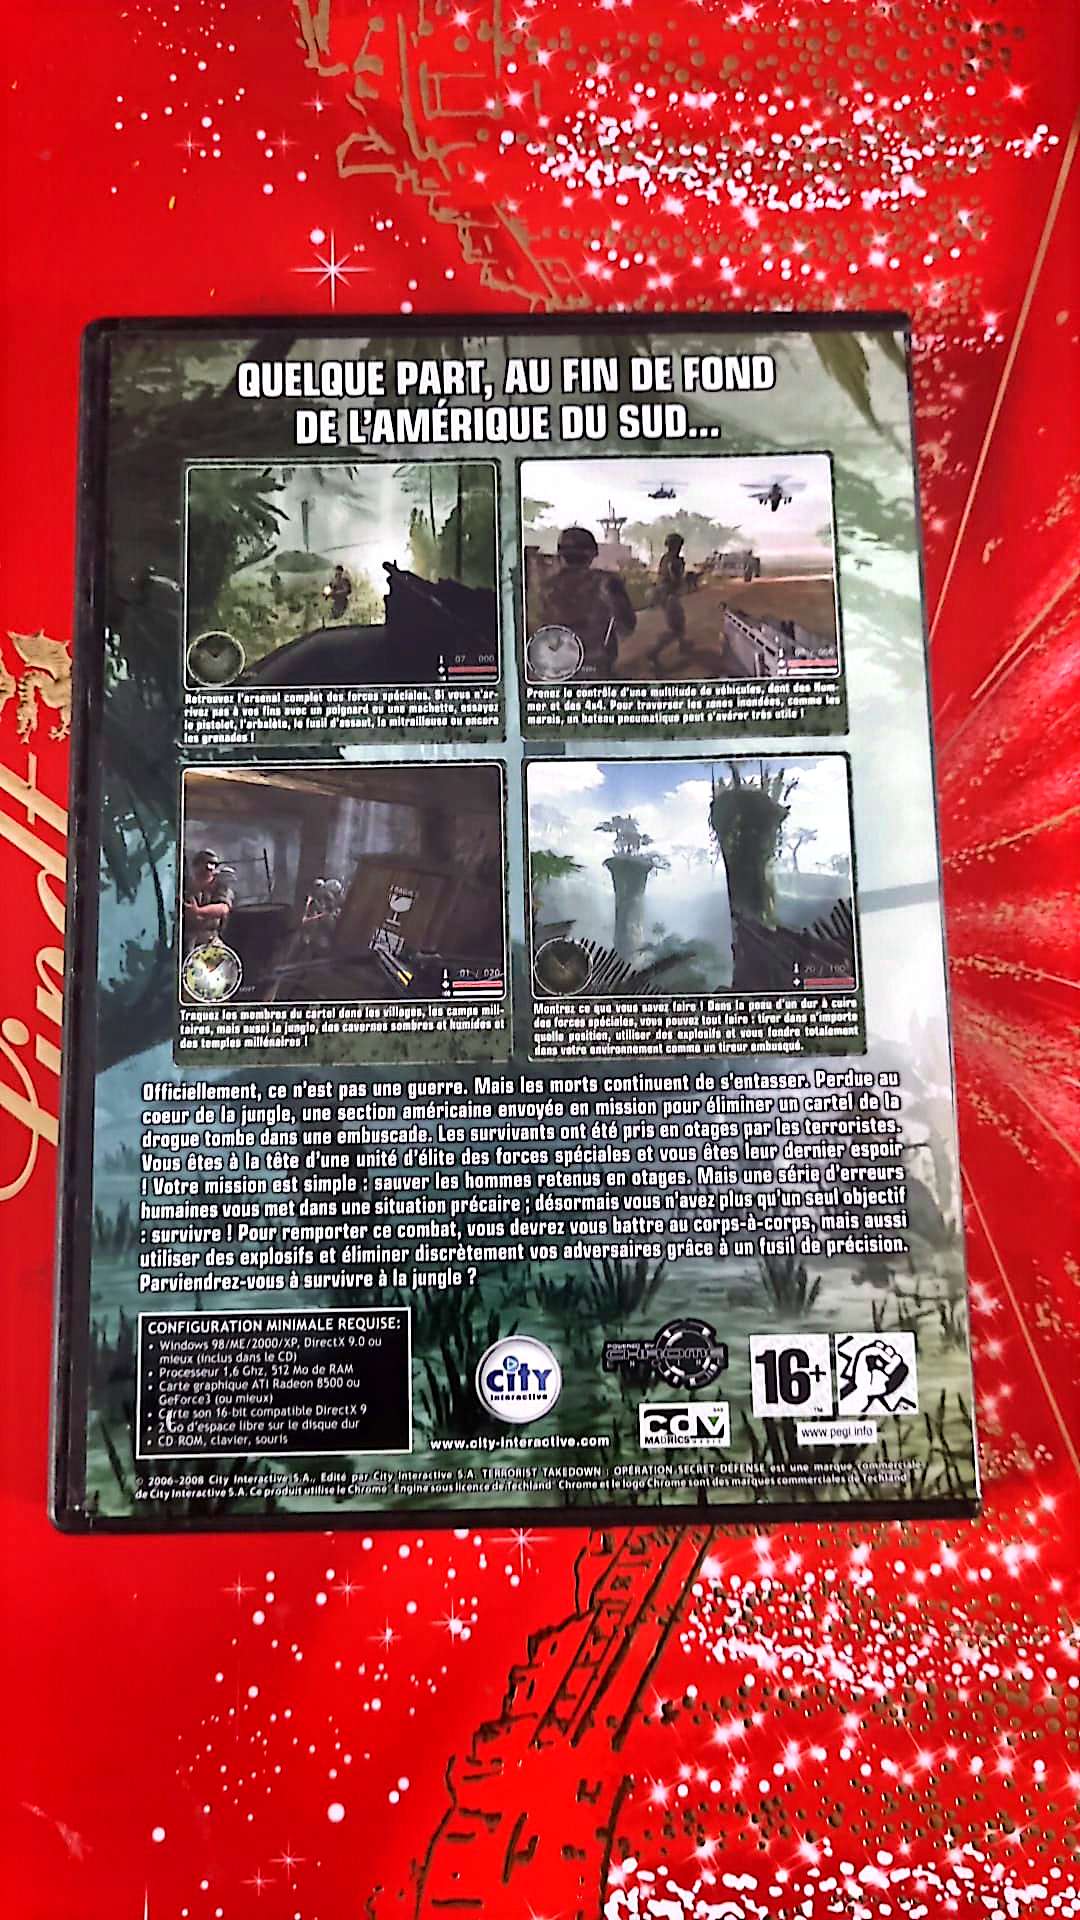 QUELQUE PART, AU FIN DE FOND
DE L'AMÉRIQUE DU SUD...
07 000
Retrouvez l'arsenal complet des forces spéciales. Si vous n'ar-
rivez pas à vos fins avec un poignard ou une machette, essayez
le pistolet, l'arbalète, le fusil d'assaut, la mitrailleuse ou encore
les grenades !
Prenez le contrôle d'une multitude de véhicules, dont des Hum-
mer et des 4x4. Pour traverser les zones inondées, comme les
marais, un bateau pneumatique peut s'avérer très utile !
01 / 020
Traquez les membres du cartel dans les villages, les camps mili-
taires, mais aussi la jungle, des cavernes sombres et humides et
des temples millénaires !
20 / 100
Montrez ce que vous savez faire ! Dans la peau d'un dur à cuire
des forces spéciales, vous pouvez tout faire : tirer dans n'importe
quelle position, utiliser des explosifs et vous fondre totalement
dans votre environnement comme un tireur embusqué.
Lindt
Officiellement, ce n'est pas une guerre. Mais les morts continuent de s'entasser. Perdue au
coeur de la jungle, une section américaine envoyée en mission pour éliminer un cartel de la
drogue tombe dans une embuscade. Les survivants ont été pris en otages par les terroristes.
Vous êtes à la tête d'une unité d'élite des forces spéciales et vous êtes leur dernier espoir
! Votre mission est simple : sauver les hommes retenus en otages. Mais une série d'erreurs
humaines vous met dans une situation précaire ; désormais vous n'avez plus qu'un seul objectif
: survivre ! Pour remporter ce combat, vous devrez vous battre au corps-à-corps, mais aussi
utiliser des explosifs et éliminer discrètement vos adversaires grâce à un fusil de précision.
Parviendrez-vous à survivre à la jungle ?
CONFIGURATION MINIMALE REQUISE:
• Windows 98/ME/2000/XP, DirectX 9.0 ou
mieux (inclus dans le CD)
• Processeur 1,6 Ghz, 512 Mo de RAM
• Carte graphique ATI Radeon 8500 ou
GeForce3 (ou mieux)
• Carte son 16-bit compatible DirectX 9
• 2 Go d'espace libre sur le disque dur
• CD ROM, clavier, souris
city
interactive
www.city-interactive.com
POWERED BY
CHROME
cdv
MADRICS
16+
www.pegi.info
© 2006-2008 City Interactive S.A., Edité par City Interactive S.A. TERRORIST TAKEDOWN : OPÉRATION SECRET DÉFENSE est une marque commerciale
de City Interactive S.A. Ce produit utilise le Chrome Engine sous licence de Techland Chrome et le logo Chrome sont des marques commerciales de Techland